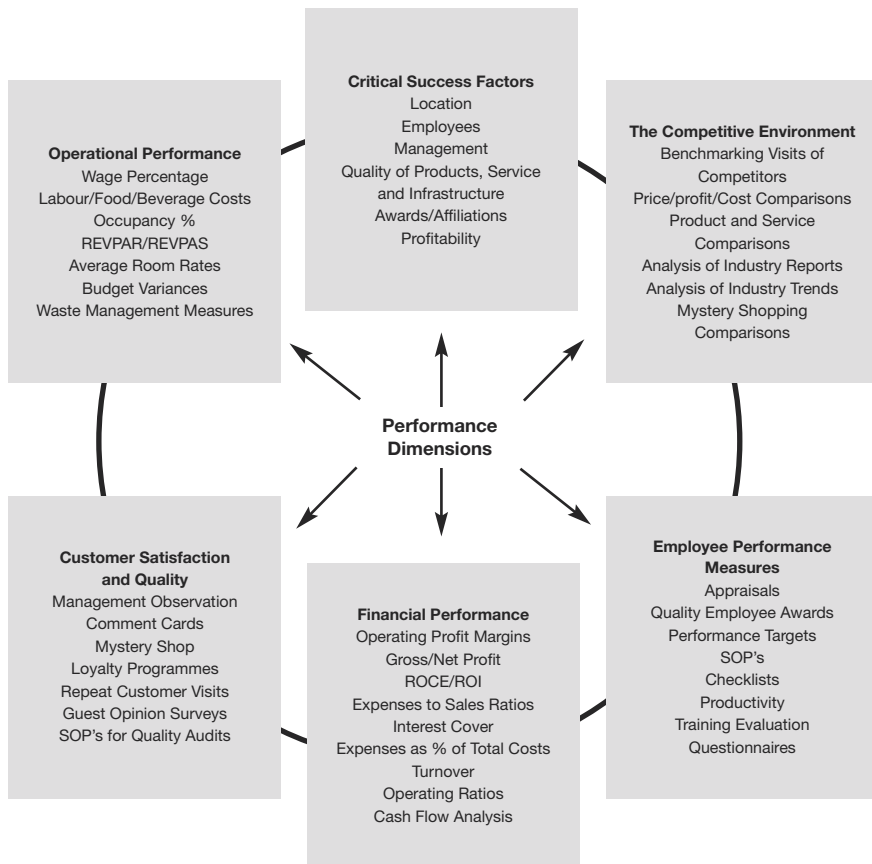 Critical Success Factors
Location
Employees
Management
Quality of Products, Service
and Infrastructure
Awards/Affiliations
Profitability
Operational Performance
Wage Percentage
Labour/Food/Beverage Costs
Occupancy %
REVPAR/REVPAS
Average Room Rates
Budget Variances
Waste Management Measures
The Competitive Environment
Benchmarking Visits of
Competitors
Price/profit/Cost Comparisons
Product and Service
Comparisons
Analysis of Industry Reports
Analysis of Industry Trends
Mystery Shopping
Comparisons
Performance
Dimensions
Customer Satisfaction
and Quality
Management Observation
Comment Cards
Mystery Shop
Loyalty Programmes
Repeat Customer Visits
Guest Opinion Surveys
SOP's for Quality Audits
Financial Performance
Operating Profit Margins
Gross/Net Profit
ROCE/ROI
Expenses to Sales Ratios
Interest Cover
Expenses as % of Total Costs
Turnover
Operating Ratios
Cash Flow Analysis
Employee Performance
Measures
Appraisals
Quality Employee Awards
Performance Targets
SOP's
Checklists
Productivity
Training Evaluation
Questionnaires